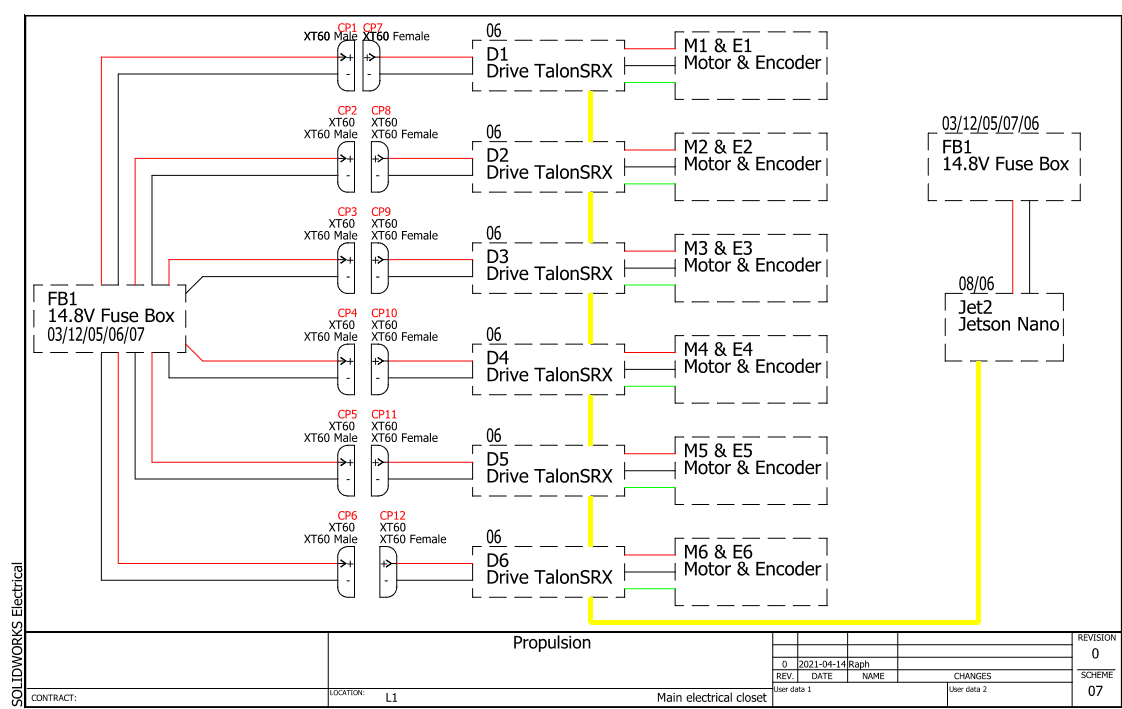 CP1 CP7
XT60 Male XT60 Female
06
D1
Drive TalonSRX
M1 & E1
Motor & Encoder
CP2 CP8
XT60 XT60
XT60 Male XT60 Female
06
D2
Drive TalonSRX
M2 & E2
Motor & Encoder
03/12/05/07/06
FB1
14.8V Fuse Box
CP3 CP9
XT60 XT60
XT60 Male XT60 Female
06
D3
Drive TalonSRX
M3 & E3
Motor & Encoder
FB1
14.8V Fuse Box
03/12/05/06/07
08/06
Jet2
Jetson Nano
CP4 CP10
XT60 XT60
XT60 Male XT60 Female
06
D4
Drive TalonSRX
M4 & E4
Motor & Encoder
CP5 CP11
XT60 XT60
XT60 Male XT60 Female
06
D5
Drive TalonSRX
M5 & E5
Motor & Encoder
CP6 CP12
XT60 XT60
XT60 Male XT60 Female
06
D6
Drive TalonSRX
M6 & E6
Motor & Encoder
SOLIDWORKS Electrical
Propulsion
CONTRACT:
LOCATION: L1 Main electrical closet
0 2021-04-14 Raph
REV. DATE NAME CHANGES
User data 1 User data 2
REVISION
0
SCHEME
07